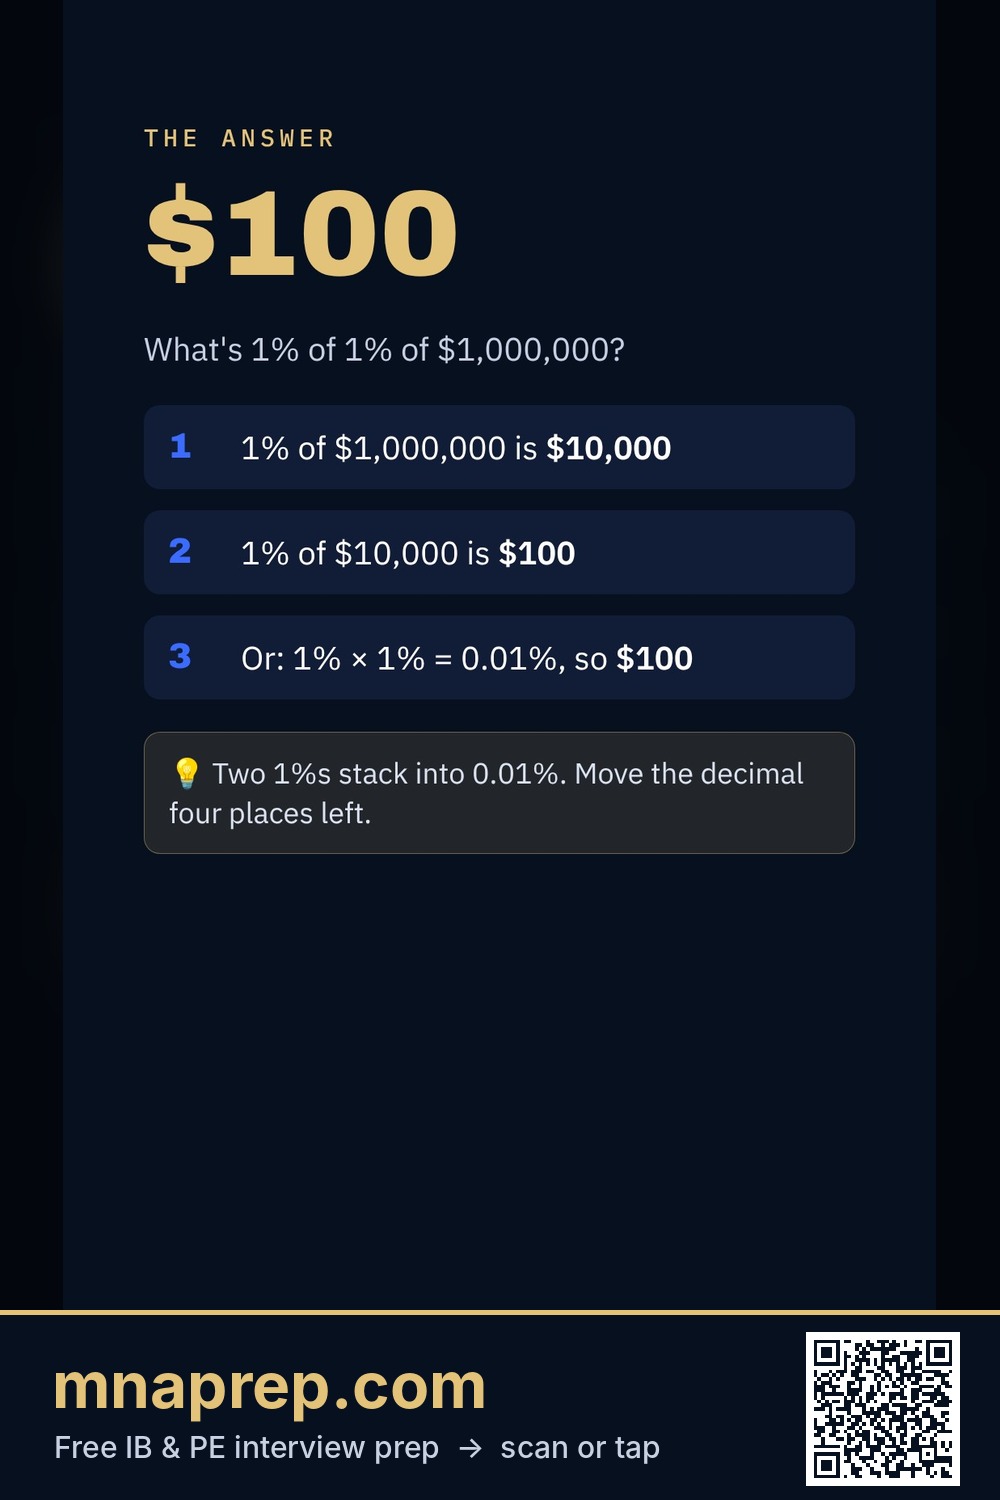 THE ANSWER
$100
What's 1% of 1% of $1,000,000?
1 1% of $1,000,000 is $10,000
2 1% of $10,000 is $100
3 Or: 1% × 1% = 0.01%, so $100
💡 Two 1%s stack into 0.01%. Move the decimal
four places left.
mnaprep.com
Free IB & PE interview prep → scan or tap